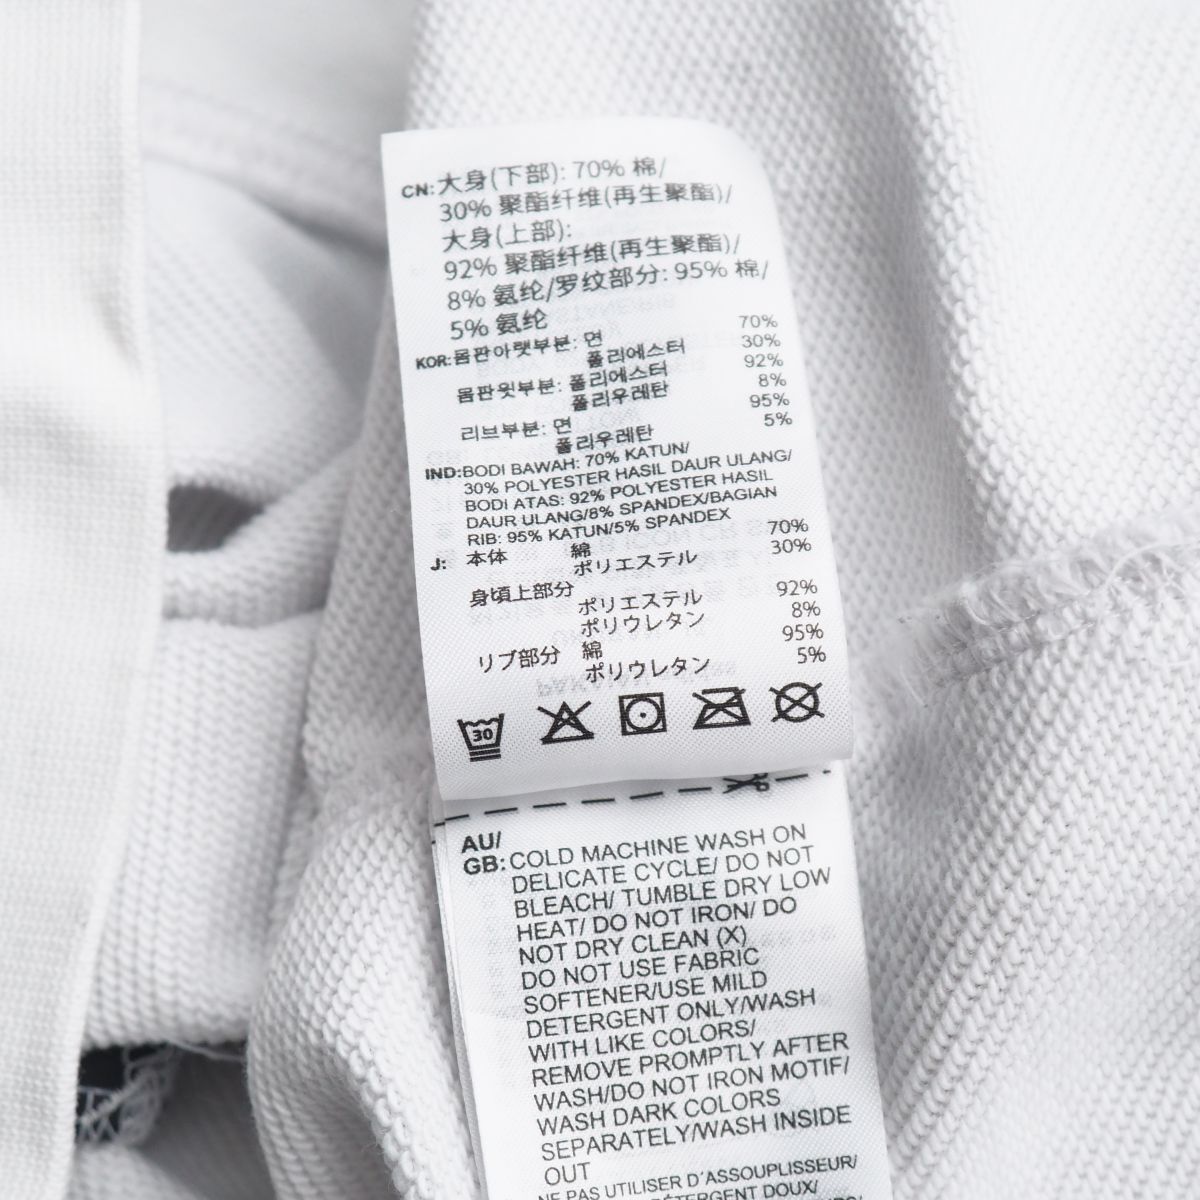 CN: 大身(下部): 70% 棉/
30% 聚酯纤维(再生聚酯)/
大身(上部):
92% 聚酯纤维(再生聚酯)/
8% 氨纶/罗纹部分: 95% 棉/
5% 氨纶
KOR: 몸판아랫부분: 면 70%
폴리에스터 30%
몸판윗부분: 폴리에스터 92%
폴리우레탄 8%
리브부분: 면 95%
폴리우레탄 5%
IND: BODI BAWAH: 70% KATUN/
30% POLYESTER HASIL DAUR ULANG/
BODI ATAS: 92% POLYESTER HASIL
DAUR ULANG/8% SPANDEX/BAGIAN
RIB: 95% KATUN/5% SPANDEX
J: 本体 綿 70%
ポリエステル 30%
身頃上部分
ポリエステル 92%
ポリウレタン 8%
リブ部分 綿 95%
ポリウレタン 5%
30
AU/
GB: COLD MACHINE WASH ON
DELICATE CYCLE/ DO NOT
BLEACH/ TUMBLE DRY LOW
HEAT/ DO NOT IRON/ DO
NOT DRY CLEAN (X)
DO NOT USE FABRIC
SOFTENER/USE MILD
DETERGENT ONLY/WASH
WITH LIKE COLORS/
REMOVE PROMPTLY AFTER
WASH/DO NOT IRON MOTIF/
WASH DARK COLORS
SEPARATELY/WASH INSIDE
OUT
NE PAS UTILISER D´ASSOUPLISSEUR/
DÉTERGENT DOUX/